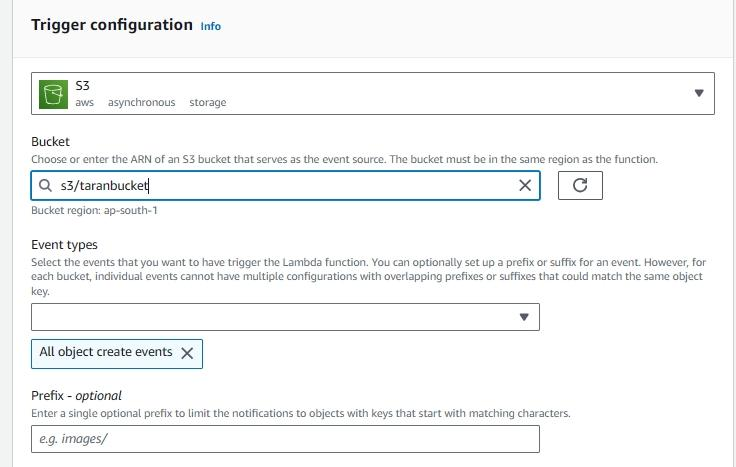 Trigger configuration Info
S3
aws asynchronous storage
Bucket
Choose or enter the ARN of an S3 bucket that serves as the event source. The bucket must be in the same region as the function.
s3/taranbucket
Bucket region: ap-south-1
Event types
Select the events that you want to have trigger the Lambda function. You can optionally set up a prefix or suffix for an event. However, for
each bucket, individual events cannot have multiple configurations with overlapping prefixes or suffixes that could match the same object
key.
All object create events
Prefix - optional
Enter a single optional prefix to limit the notifications to objects with keys that start with matching characters.
e.g. images/